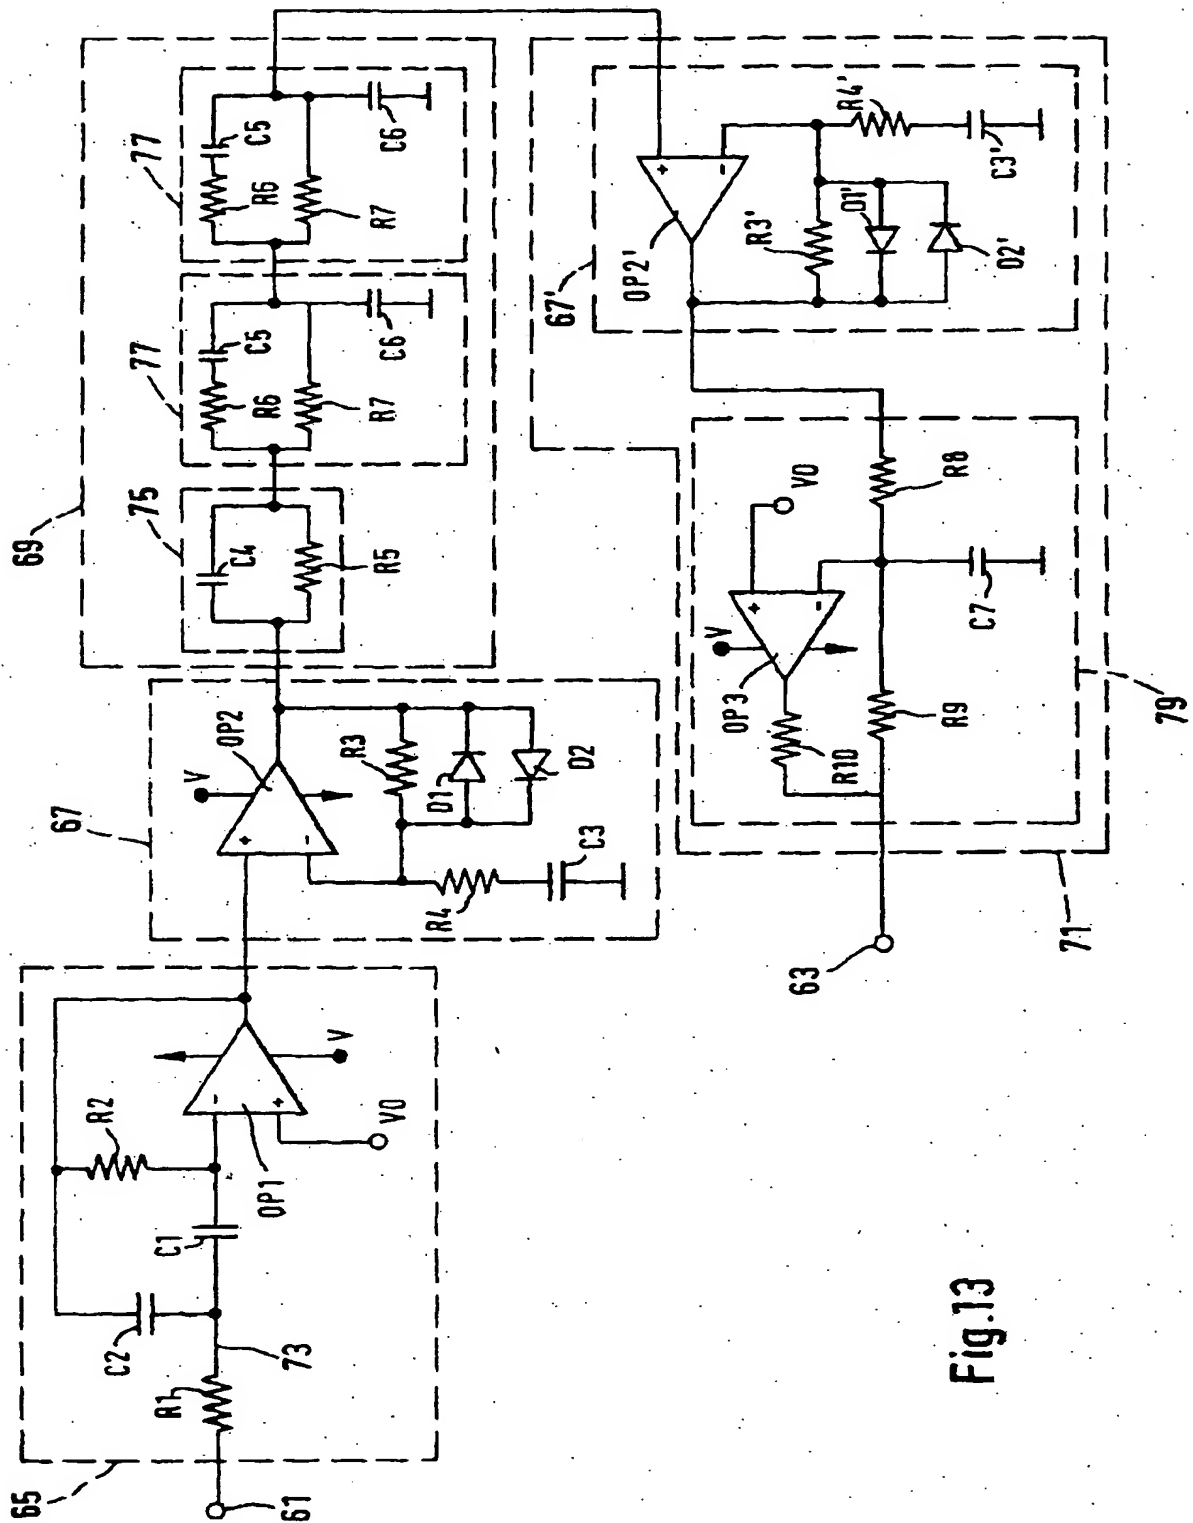 65
61
R1
73
C2
C1
R2
OP1
-
+
V0
V
67
V
OP2
+
-
R3
D1
D2
R4
C3
69
75
C4
R5
77
R6
C5
R7
C6
77
R6
C5
R7
C6
67'
OP2'
+
-
R3'
D1'
D2'
R4'
C3'
71
79
63
V
V0
OP3
+
-
R10
R9
R8
C7
Fig.13